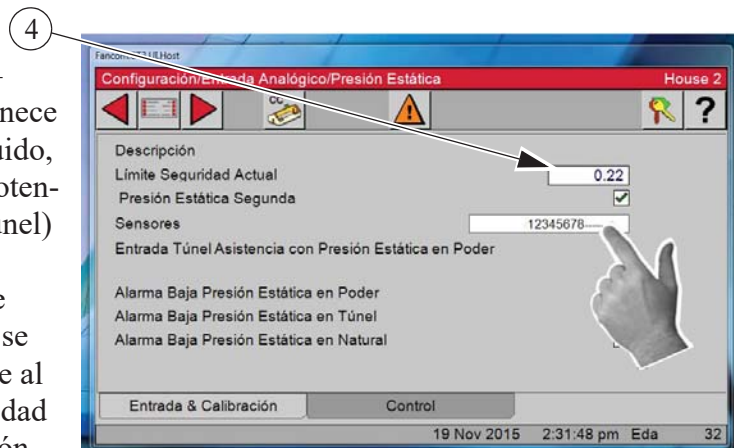 4
nece
uido,
oten-
unel)
e
se
e al
dad
Configuración/Entrada Analógico/Presión Estática House 2
?
Descripción
Límite Seguridad Actual 0.22
Presión Estática Segunda
Sensores 12345678
Entrada Túnel Asistencia con Presión Estática en Poder
Alarma Baja Presión Estática en Poder
Alarma Baja Presión Estática en Túnel
Alarma Baja Presión Estática en Natural
Entrada & Calibración Control
19 Nov 2015 2:31:48 pm Eda 32